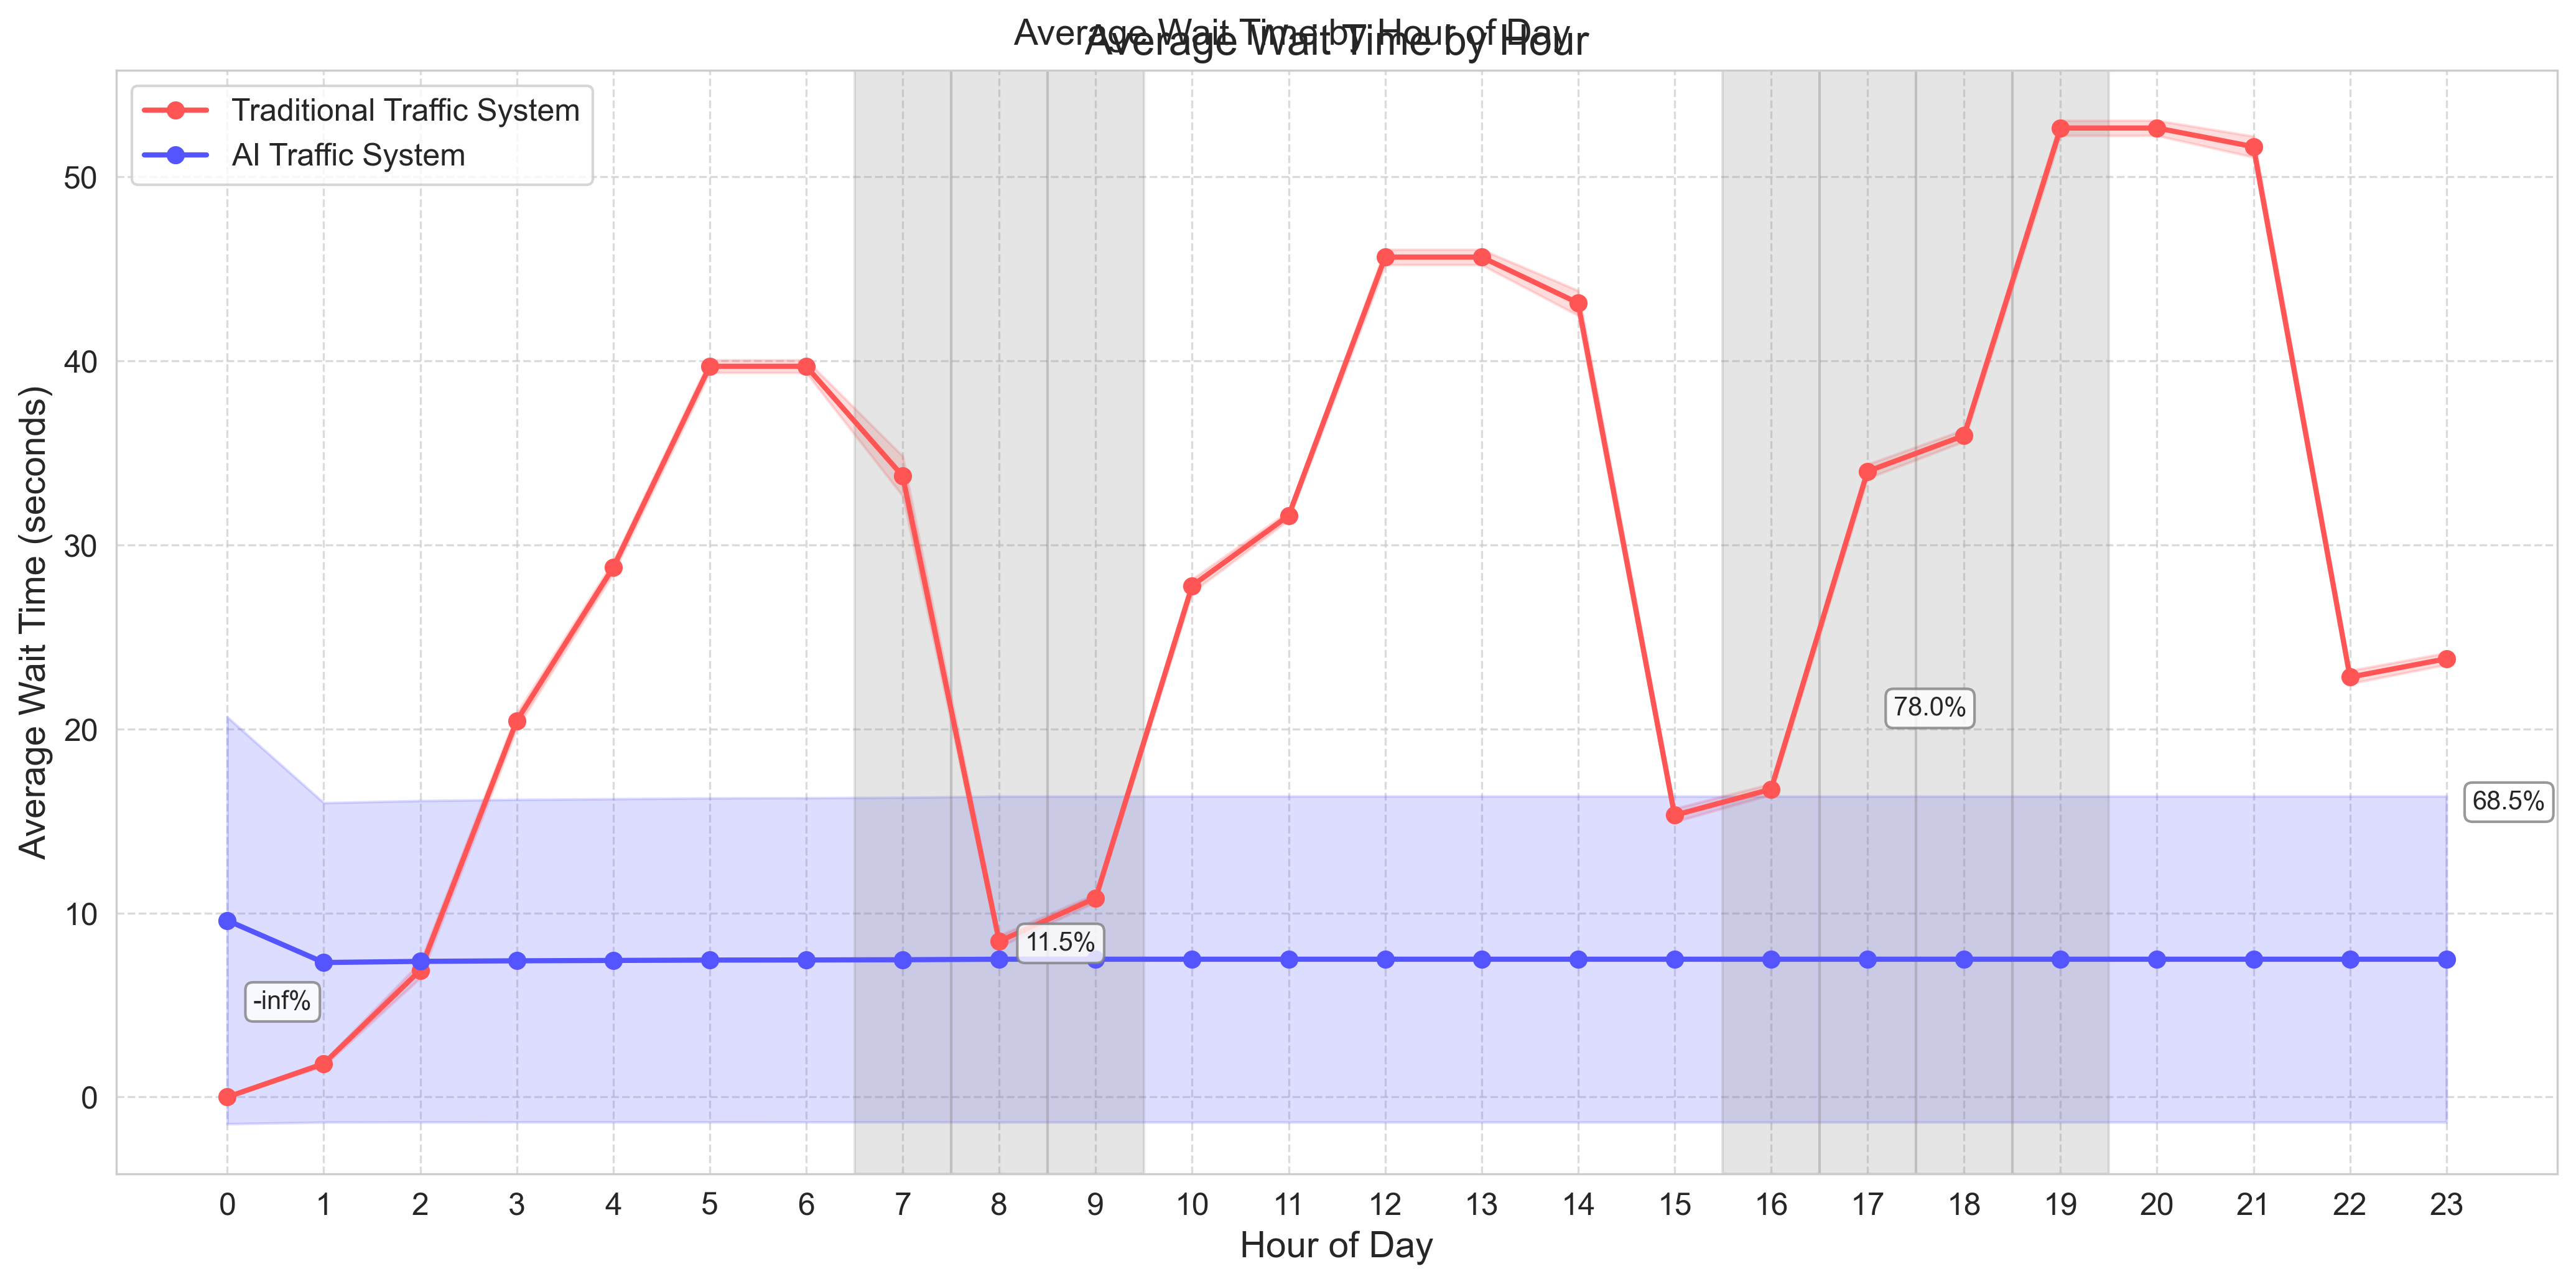 Average Wait Time by Hour of Day
Average Wait Time by Hour
Traditional Traffic System
AI Traffic System
Average Wait Time (seconds)
50
40
30
20
10
0
78.0%
68.5%
11.5%
-inf%
0 1 2 3 4 5 6 7 8 9 10 11 12 13 14 15 16 17 18 19 20 21 22 23
Hour of Day